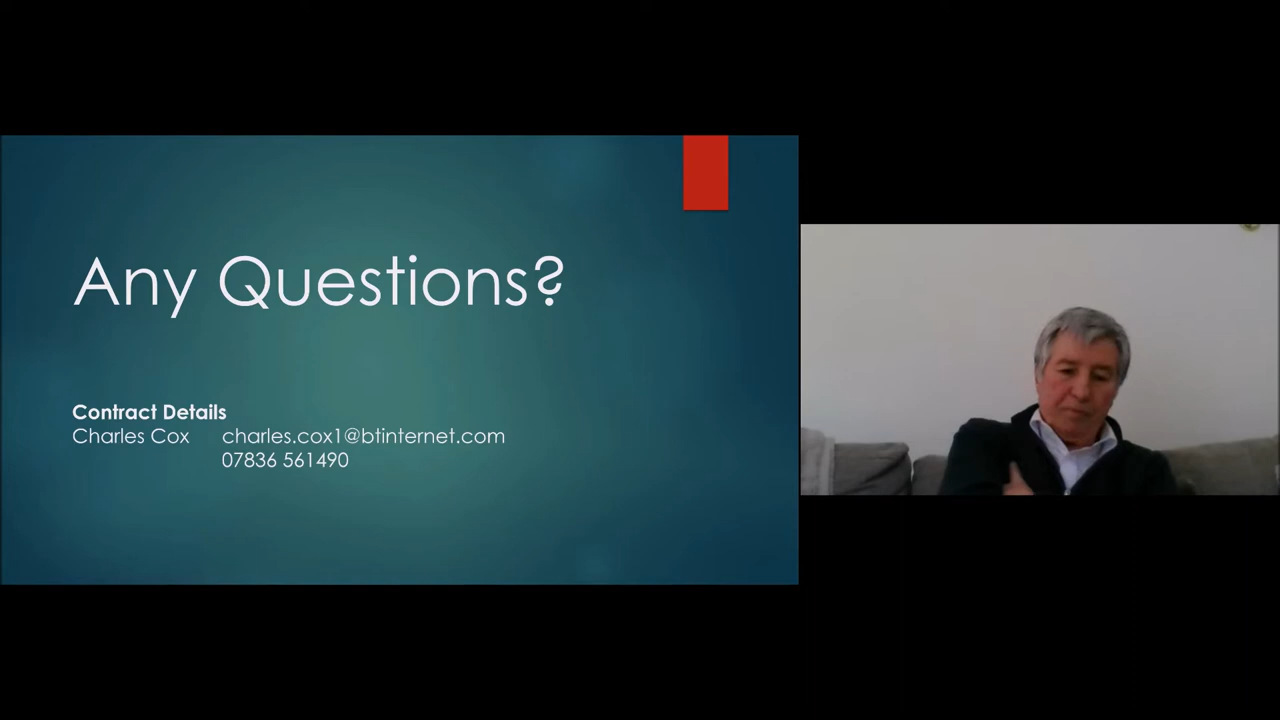 Any Questions?
Contract Details
Charles Cox charles.cox1@btinternet.com
07836 561490